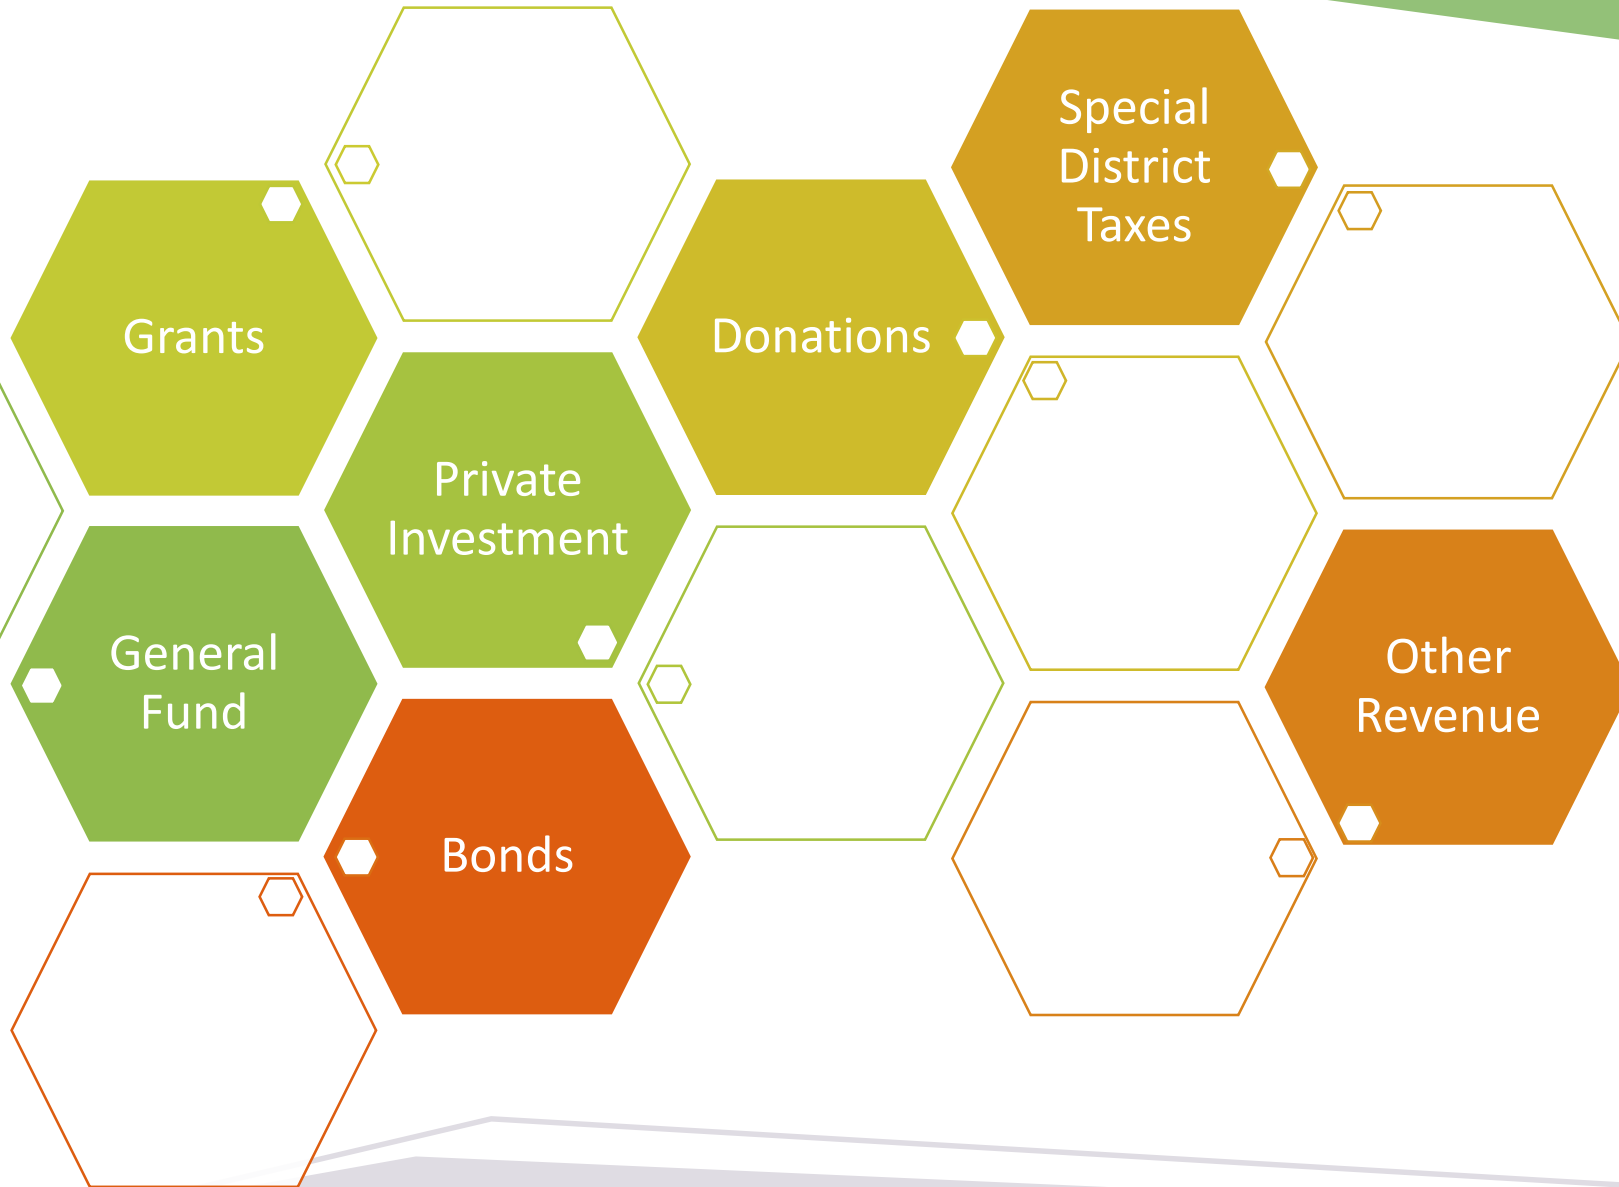 Special
District
Taxes
Grants
Donations
Private
Investment
General
Fund
Other
Revenue
Bonds